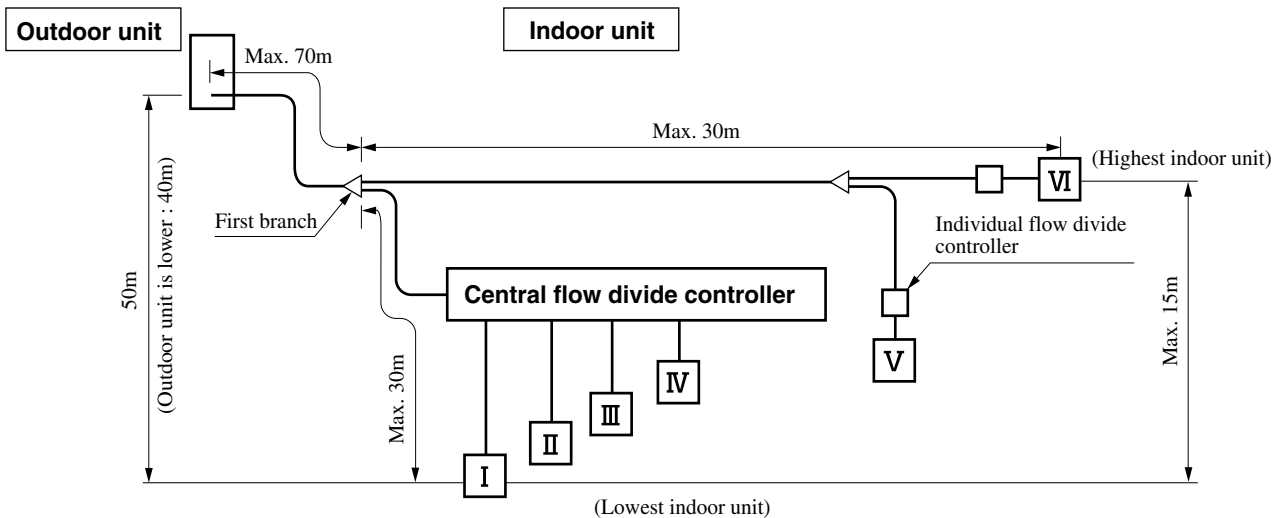 Outdoor unit
Indoor unit
Max. 70m
Max. 30m
(Highest indoor unit)
Ⅵ
First branch
Individual flow divide
controller
50m
(Outdoor unit is lower : 40m)
Central flow divide controller
Max. 30m
Max. 15m
Ⅴ
Ⅳ
Ⅲ
Ⅱ
Ⅰ
(Lowest indoor unit)